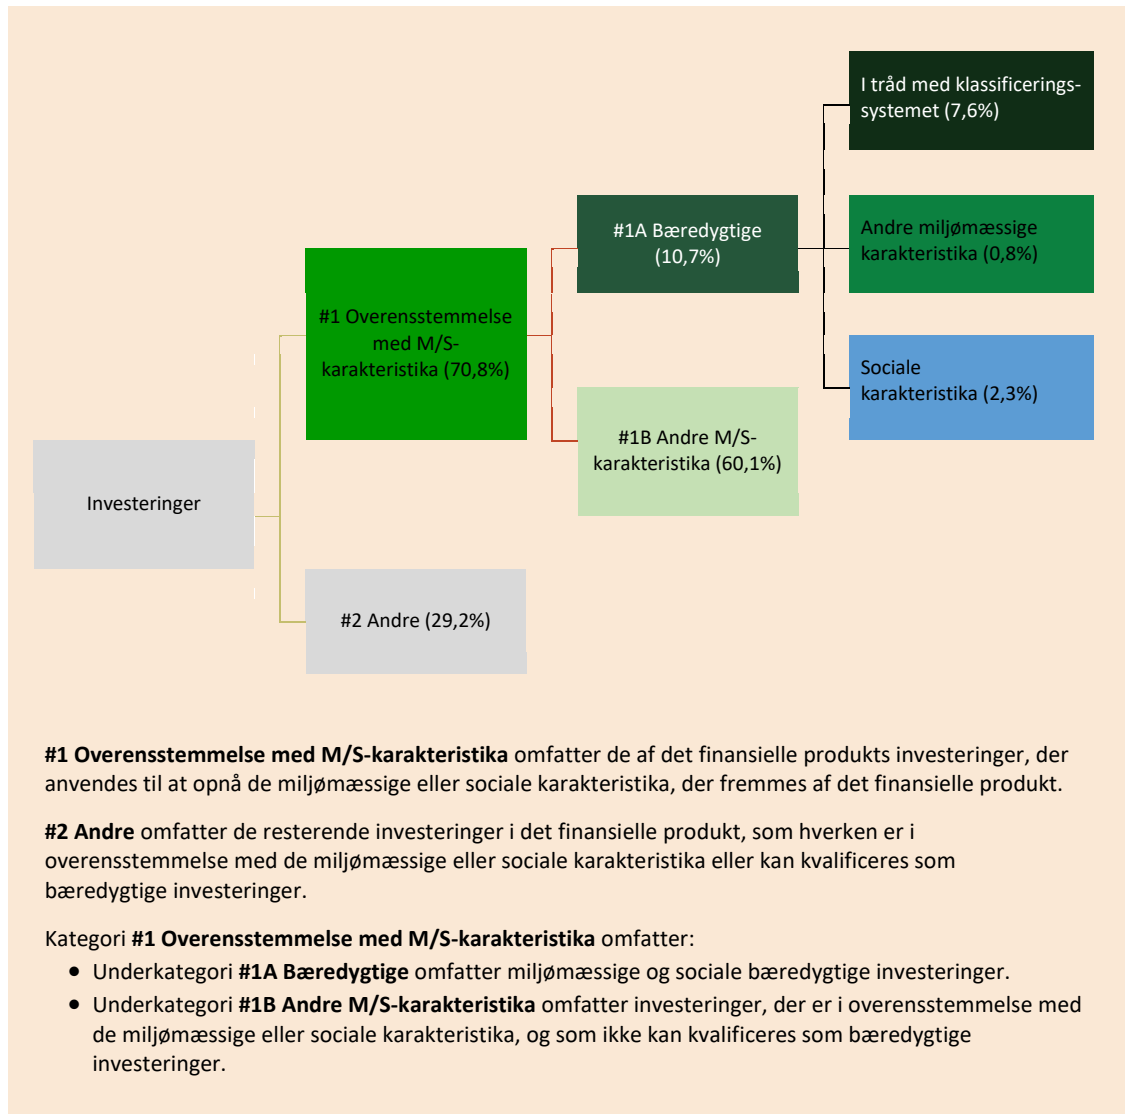 I tråd med klassificerings-
systemet (7,6%)
#1A Bæredygtige
(10,7%)
Andre miljømæssige
karakteristika (0,8%)
#1 Overensstemmelse
med M/S-
karakteristika (70,8%)
Sociale
karakteristika (2,3%)
#1B Andre M/S-
karakteristika (60,1%)
Investeringer
#2 Andre (29,2%)
#1 Overensstemmelse med M/S-karakteristika omfatter de af det finansielle produkts investeringer, der
anvendes til at opnå de miljømæssige eller sociale karakteristika, der fremmes af det finansielle produkt.
#2 Andre omfatter de resterende investeringer i det finansielle produkt, som hverken er i
overensstemmelse med de miljømæssige eller sociale karakteristika eller kan kvalificeres som
bæredygtige investeringer.
Kategori #1 Overensstemmelse med M/S-karakteristika omfatter:
• Underkategori #1A Bæredygtige omfatter miljømæssige og sociale bæredygtige investeringer.
• Underkategori #1B Andre M/S-karakteristika omfatter investeringer, der er i overensstemmelse med
de miljømæssige eller sociale karakteristika, og som ikke kan kvalificeres som bæredygtige
investeringer.